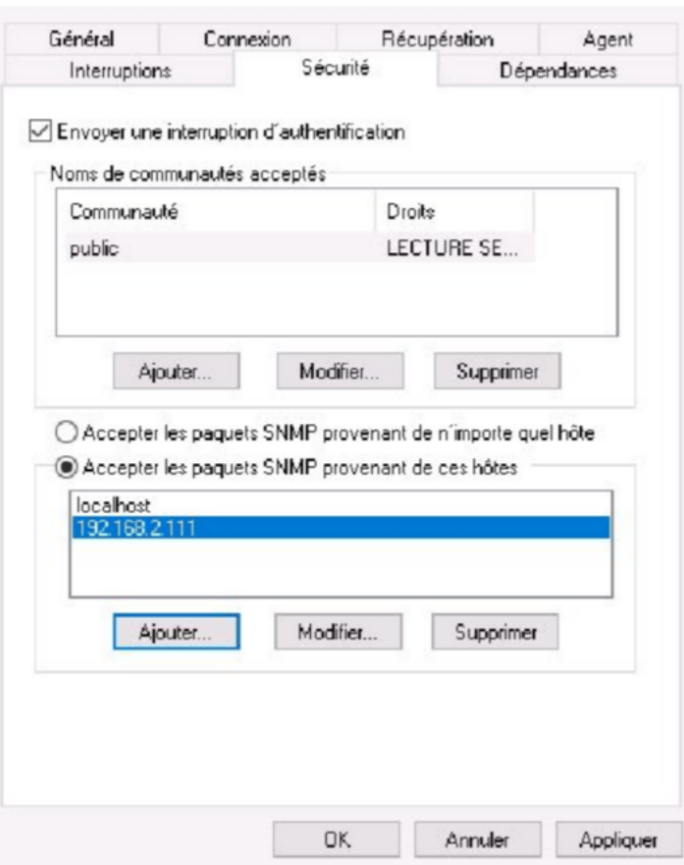 Général Connexion Récupération Agent
Interruptions Sécurité Dépendances
Envoyer une interruption d'authentification
Noms de communautés acceptés
Communauté Droits
public LECTURE SE...
Ajouter... Modifier... Supprimer
Accepter les paquets SNMP provenant de n'importe quel hôte
Accepter les paquets SNMP provenant de ces hôtes
localhost
192.168.2.111
Ajouter... Modifier... Supprimer
OK Annuler Appliquer